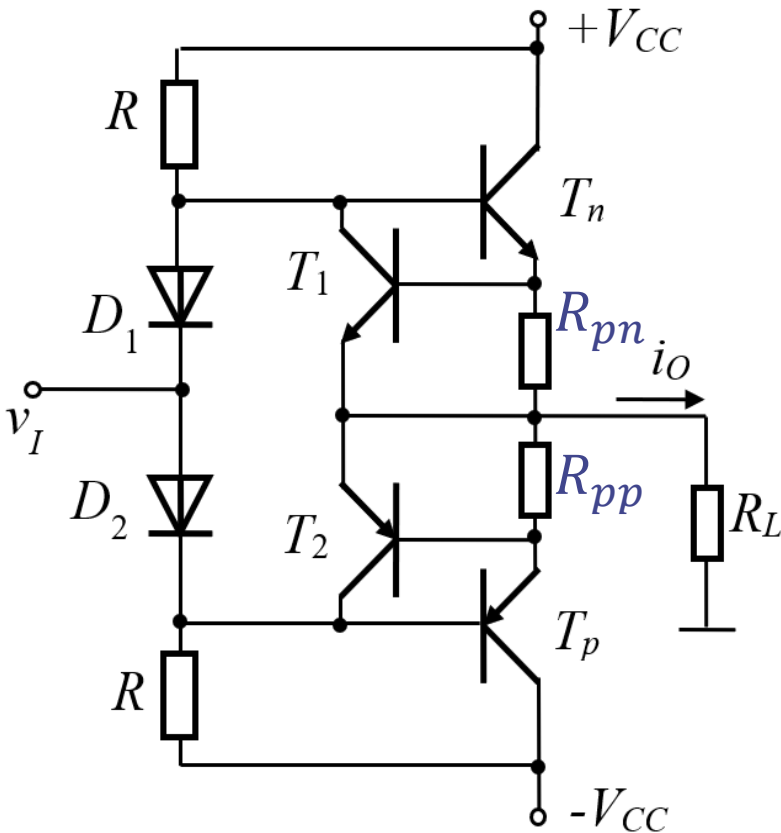 +V_CC
R
T_n
T_1
D_1
R_pn
i_O
v_I
R_pp
D_2
T_2
R_L
T_p
R
-V_CC